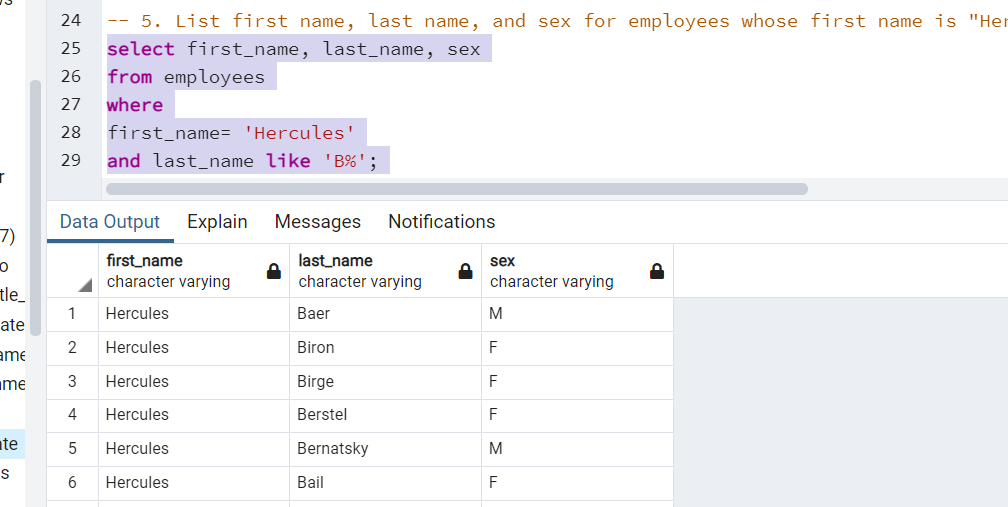 24 -- 5. List first name, last name, and sex for employees whose first name is "Her
25 select first_name, last_name, sex
26 from employees
27 where
28 first_name= 'Hercules'
29 and last_name like 'B%';
r
7)
o
tle_
ate
ame
ame
ate
s
Data Output Explain Messages Notifications
first_name last_name sex
character varying character varying character varying
1 Hercules Baer M
2 Hercules Biron F
3 Hercules Birge F
4 Hercules Berstel F
5 Hercules Bernatsky M
6 Hercules Bail F